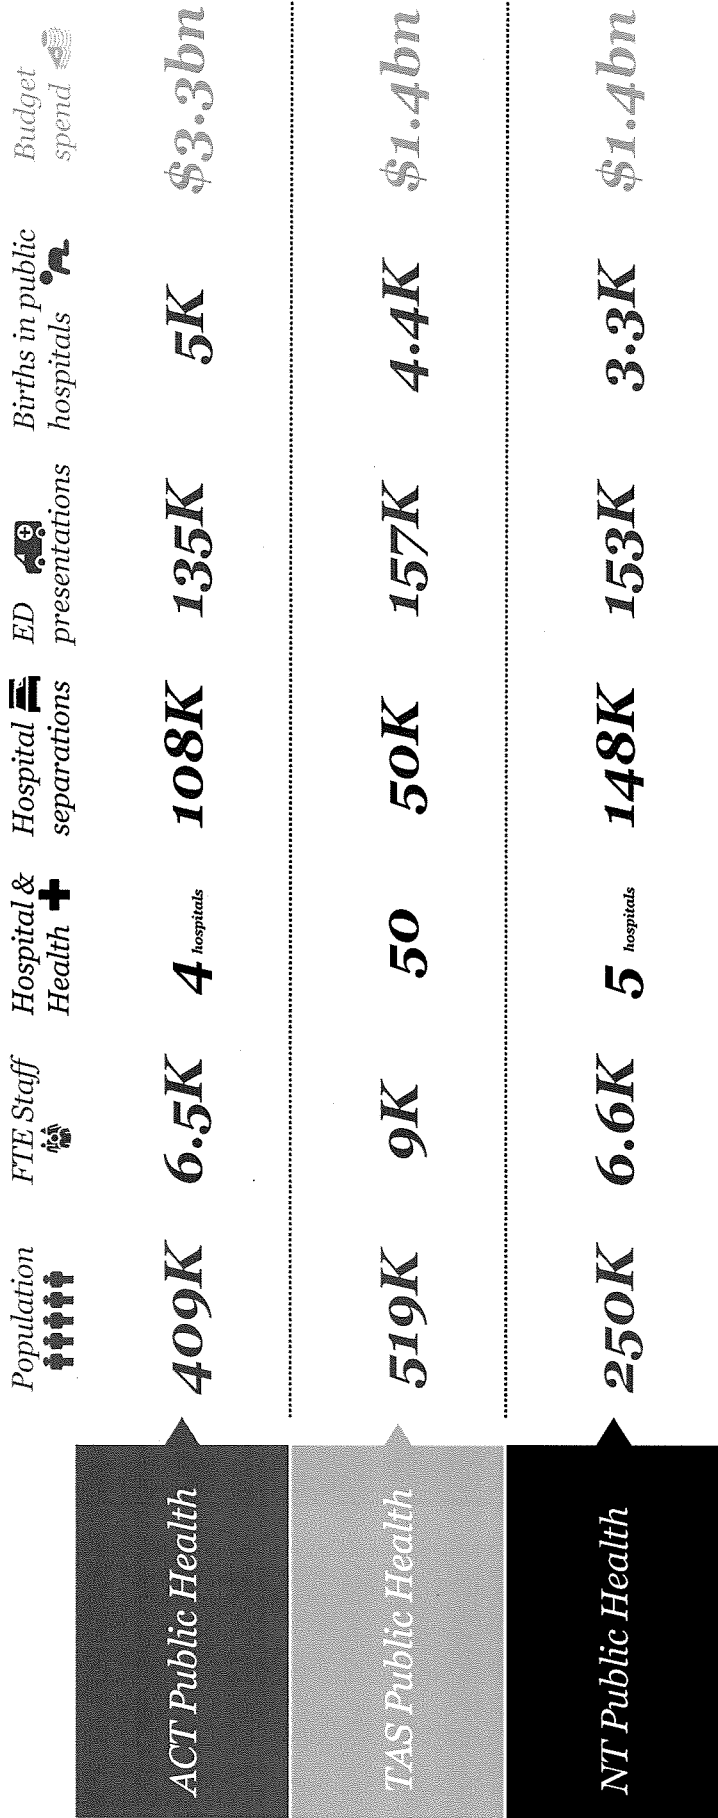 Population
FTE Staff
Hospital &
Health
Hospital
separations
ED
presentations
Births in public
hospitals
Budget
spend
ACT Public Health
409K
6.5K
4 hospitals
108K
135K
5K
$3.3bn
TAS Public Health
519K
9K
50
50K
157K
4.4K
$1.4bn
NT Public Health
250K
6.6K
5 hospitals
148K
153K
3.3K
$1.4bn